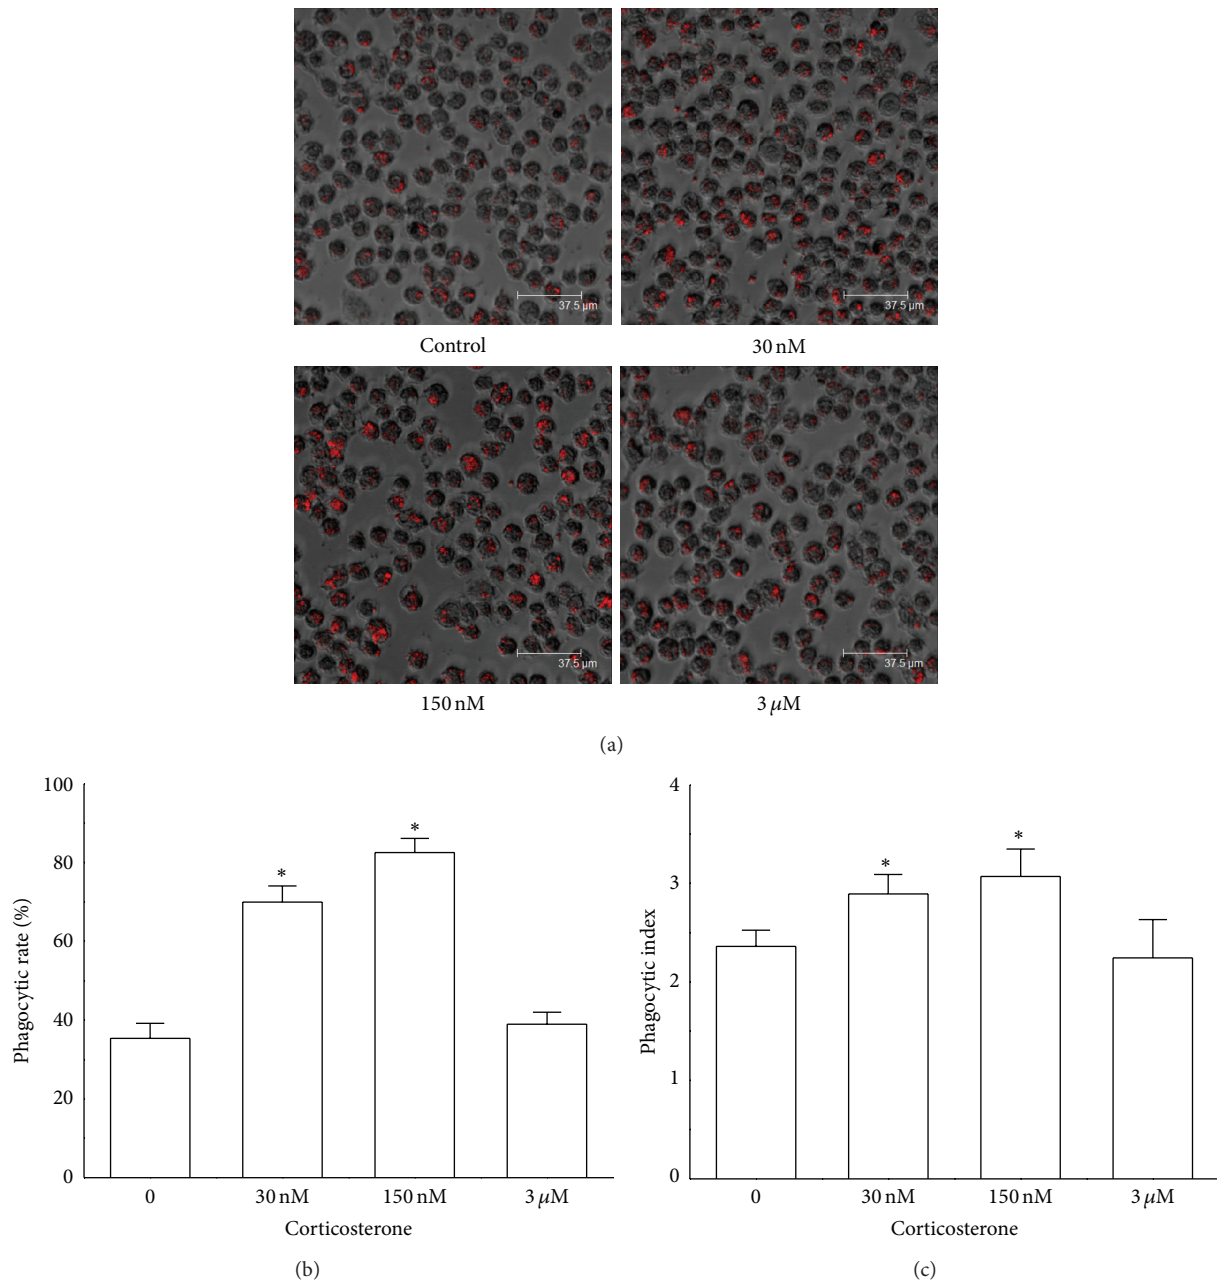 37.5 µm
37.5 µm
Control
30 nM
37.5 µm
37.5 µm
150 nM
3 µM
(a)
100
80
60
40
20
0
Phagocytic rate (%)
*
*
0
30 nM
150 nM
3 µM
Corticosterone
(b)
4
3
2
1
0
Phagocytic index
*
*
0
30 nM
150 nM
3 µM
Corticosterone
(c)